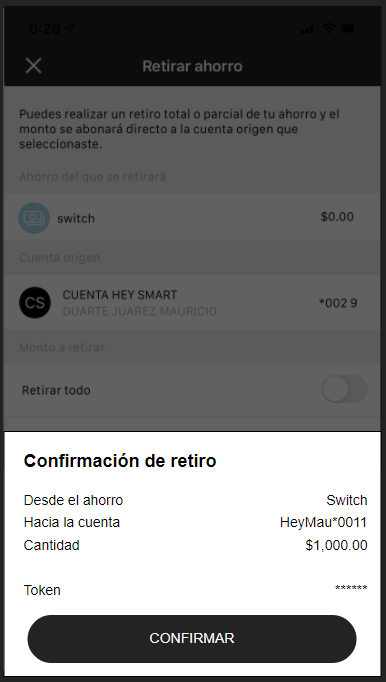 0:28
Retirar ahorro
Puedes realizar un retiro total o parcial de tu ahorro y el
monto se abonará directo a la cuenta origen que
seleccionaste.
Ahorro del que se retirará
switch $0.00
Cuenta origen
CS CUENTA HEY SMART *002 9
DUARTE JUAREZ MAURICIO
Monto a retirar
Retirar todo
Confirmación de retiro
Desde el ahorro Switch
Hacia la cuenta HeyMau*0011
Cantidad $1,000.00
Token ******
CONFIRMAR